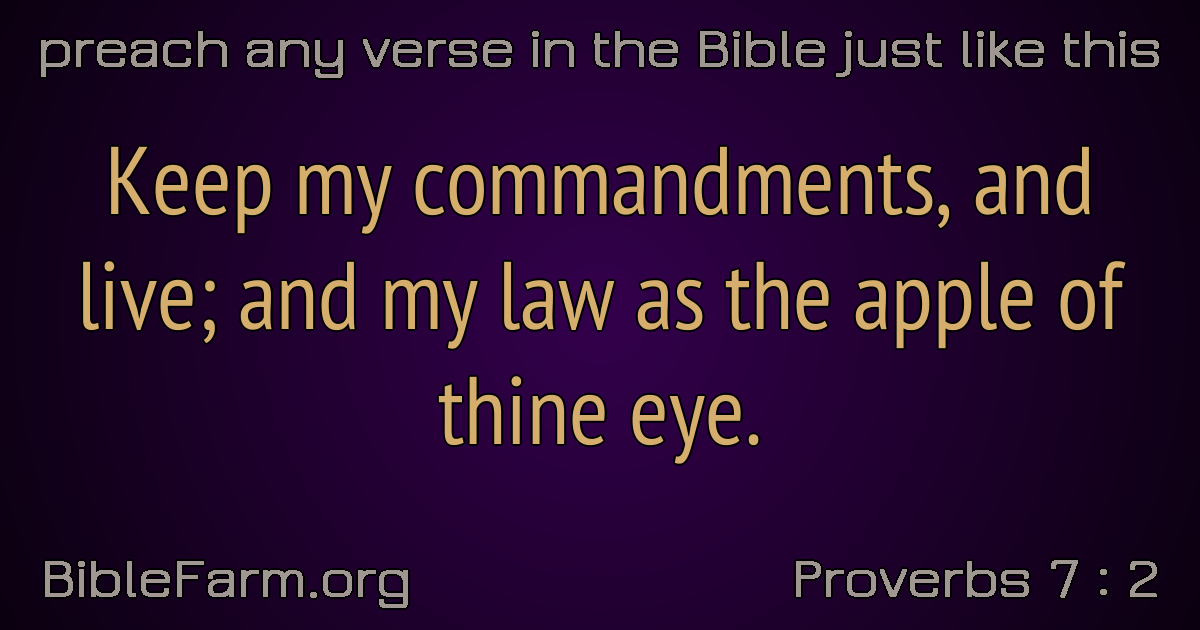 preach any verse in the Bible just like this
Keep my commandments, and
live; and my law as the apple of
thine eye.
BibleFarm.org
Proverbs 7 : 2